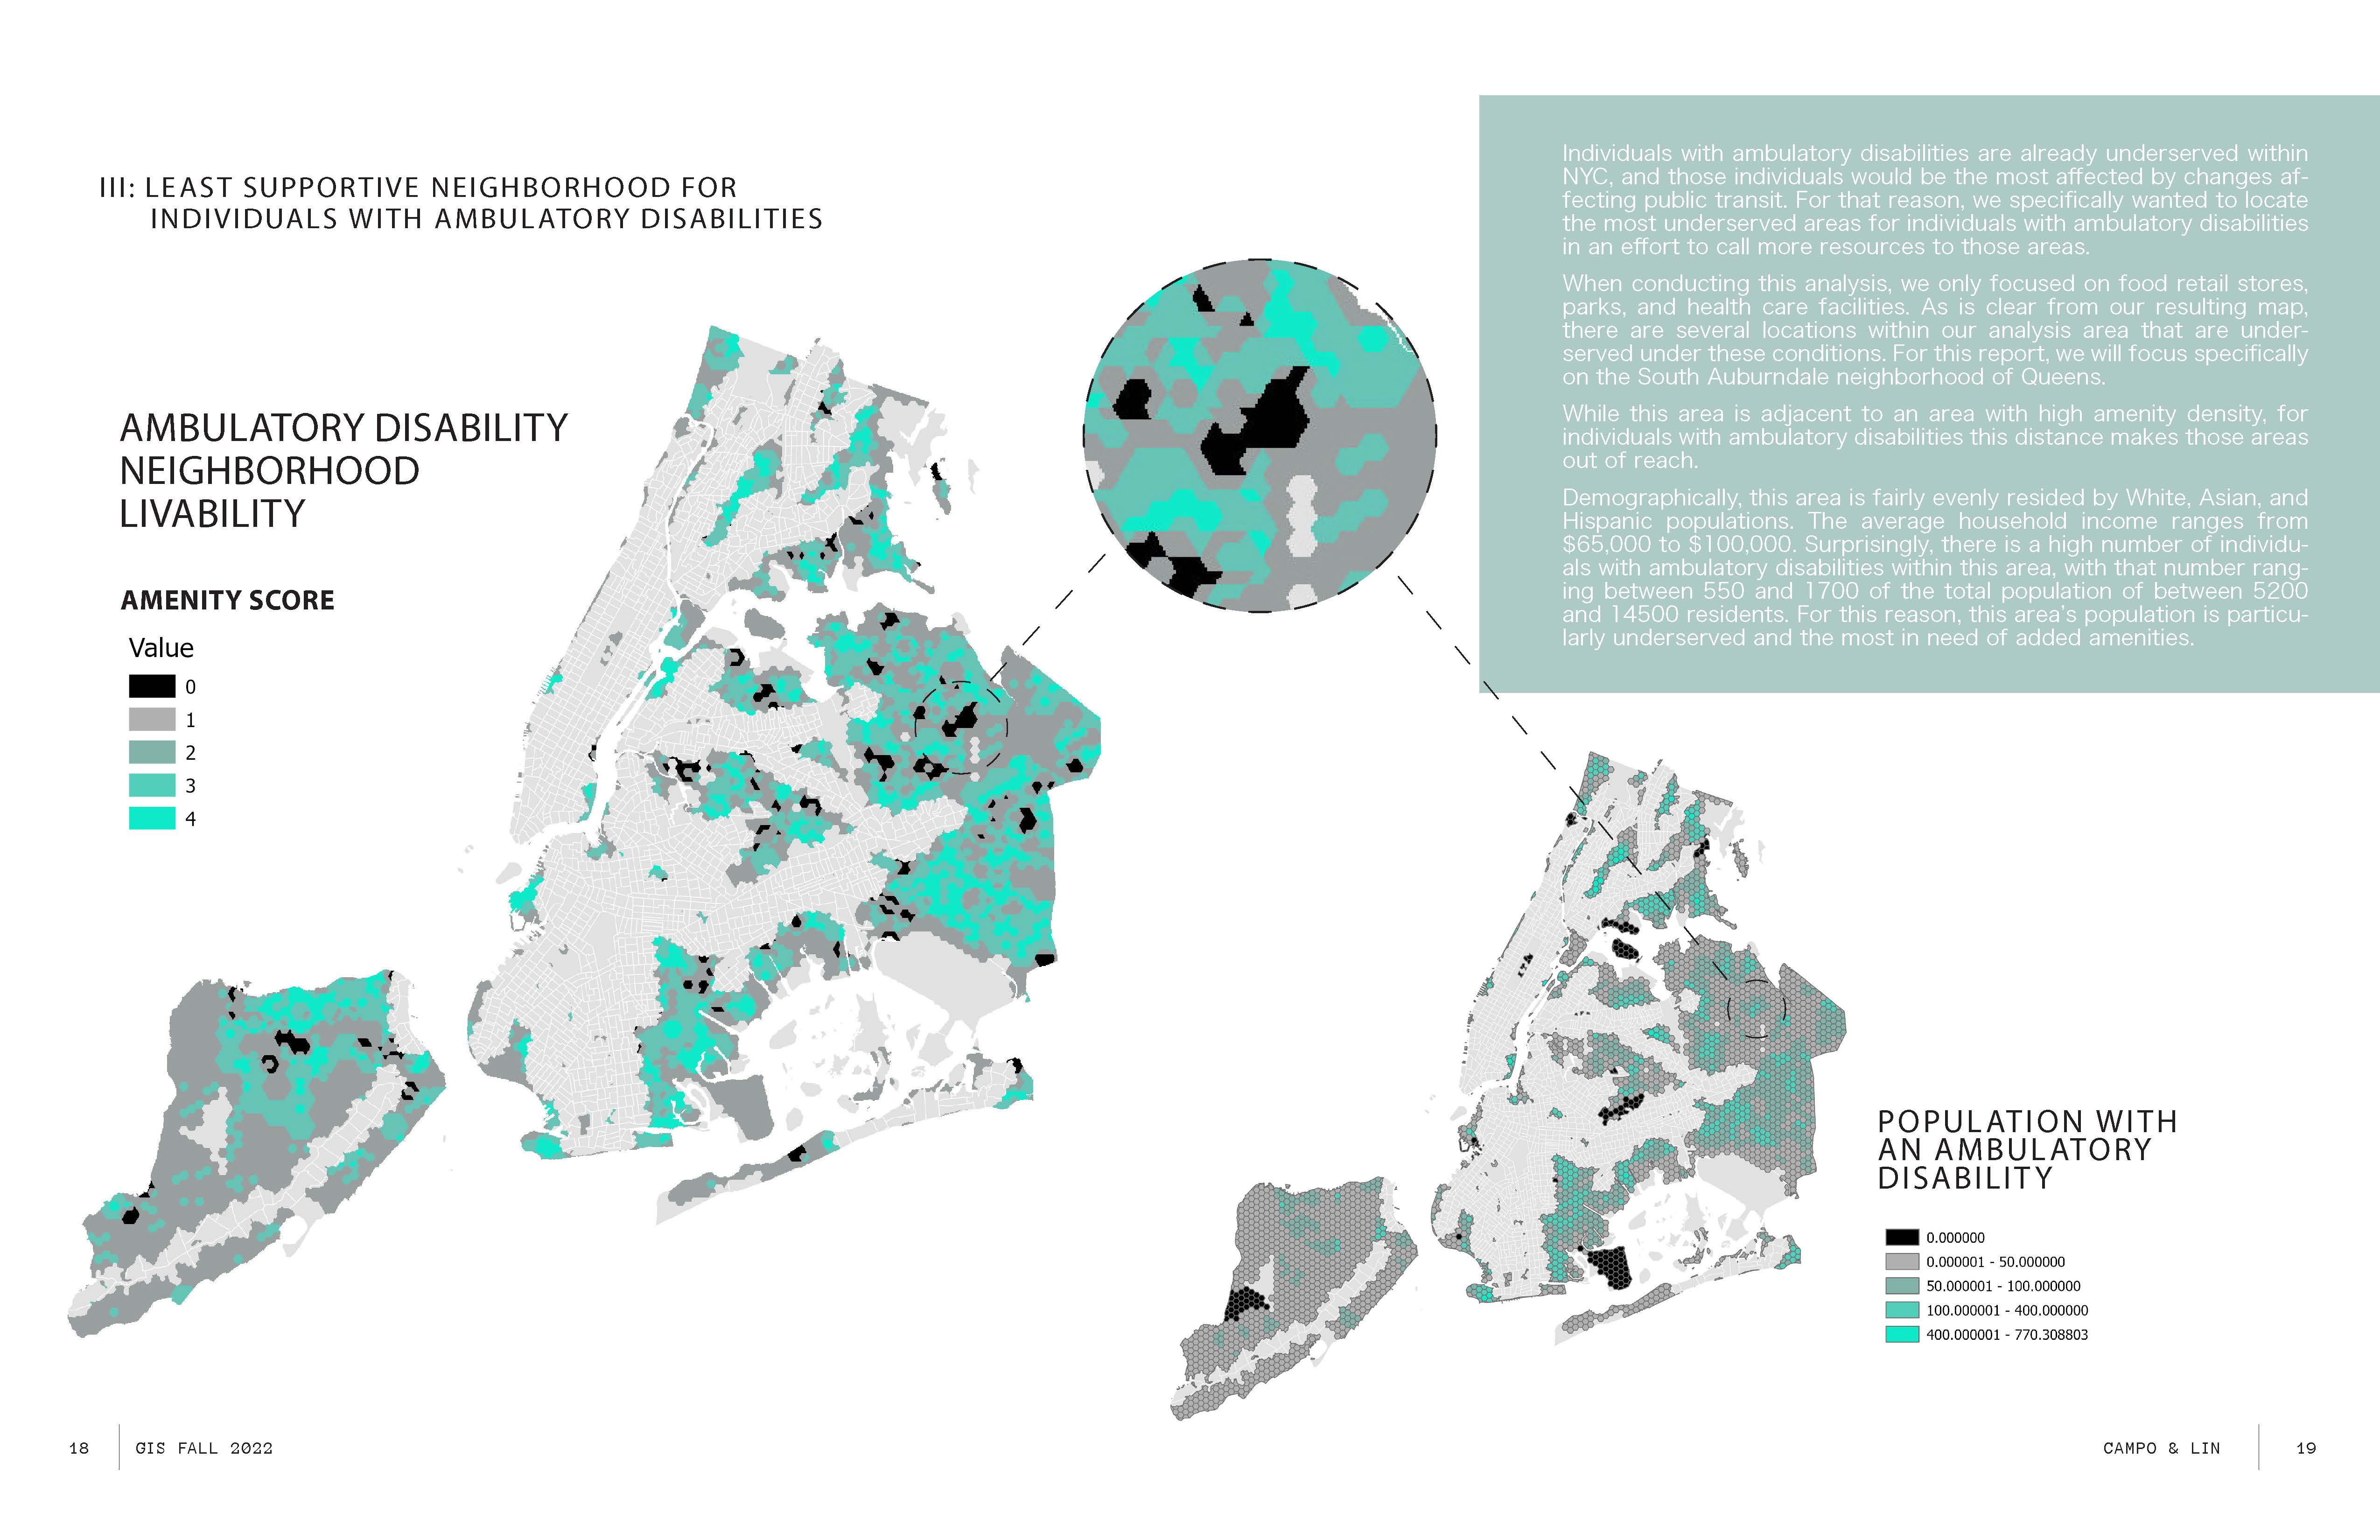 III: LEAST SUPPORTIVE NEIGHBORHOOD FOR
INDIVIDUALS WITH AMBULATORY DISABILITIES
AMBULATORY DISABILITY
NEIGHBORHOOD
LIVABILITY
AMENITY SCORE
Value
0
1
2
3
4
Individuals with ambulatory disabilities are already underserved within
NYC, and those individuals would be the most affected by changes af-
fecting public transit. For that reason, we specifically wanted to locate
the most underserved areas for individuals with ambulatory disabilities
in an effort to call more resources to those areas.
When conducting this analysis, we only focused on food retail stores,
parks, and health care facilities. As is clear from our resulting map,
there are several locations within our analysis area that are under-
served under these conditions. For this report, we will focus specifically
on the South Auburndale neighborhood of Queens.
While this area is adjacent to an area with high amenity density, for
individuals with ambulatory disabilities this distance makes those areas
out of reach.
Demographically, this area is fairly evenly resided by White, Asian, and
Hispanic populations. The average household income ranges from
$65,000 to $100,000. Surprisingly, there is a high number of individu-
als with ambulatory disabilities within this area, with that number rang-
ing between 550 and 1700 of the total population of between 5200
and 14500 residents. For this reason, this area's population is particu-
larly underserved and the most in need of added amenities.
POPULATION WITH
AN AMBULATORY
DISABILITY
0.000000
0.000001 - 50.000000
50.000001 - 100.000000
100.000001 - 400.000000
400.000001 - 770.308803
18
GIS FALL 2022
CAMPO & LIN
19